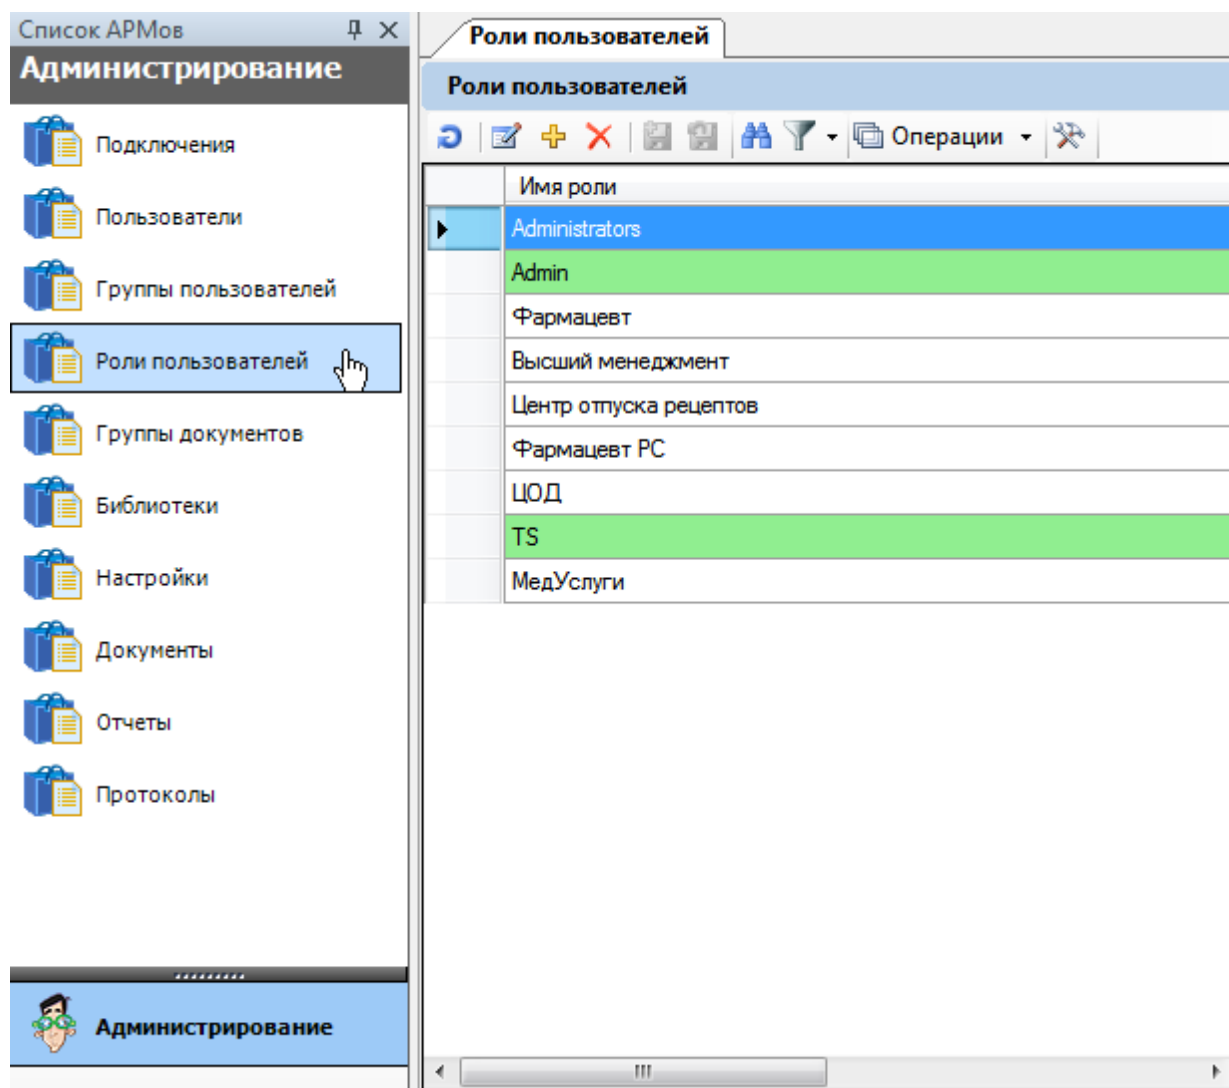 Список АРМов
Администрирование
Подключения
Пользователи
Группы пользователей
Роли пользователей
Группы документов
Библиотеки
Настройки
Документы
Отчеты
Протоколы
Администрирование
Роли пользователей
Роли пользователей
Операции
Имя роли
Administrators
Admin
Фармацевт
Высший менеджмент
Центр отпуска рецептов
Фармацевт РС
ЦОД
TS
МедУслуги